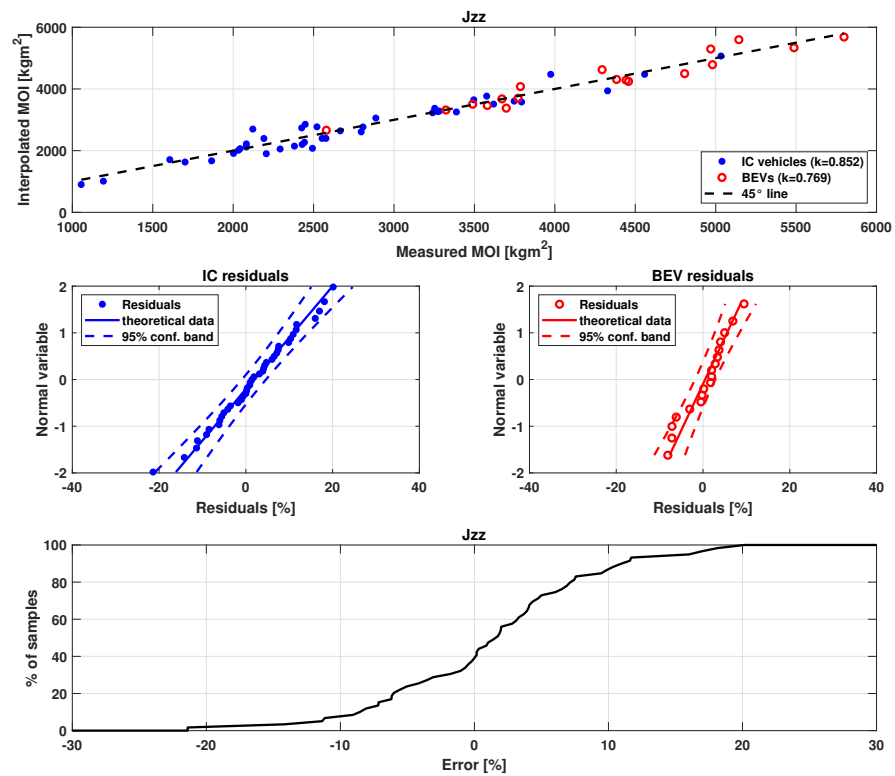 Jzz
Interpolated MOI [kgm²]
6000
4000
2000
0
IC vehicles (k=0.852)
BEVs (k=0.769)
45° line
1000 1500 2000 2500 3000 3500 4000 4500 5000 5500 6000
Measured MOI [kgm²]
IC residuals
Normal variable
2
1
0
-1
-2
Residuals
theoretical data
95% conf. band
-40 -20 0 20 40
Residuals [%]
BEV residuals
Normal variable
2
1
0
-1
-2
Residuals
theoretical data
95% conf. band
-40 -20 0 20 40
Residuals [%]
Jzz
% of samples
100
80
60
40
20
0
-30 -20 -10 0 10 20 30
Error [%]